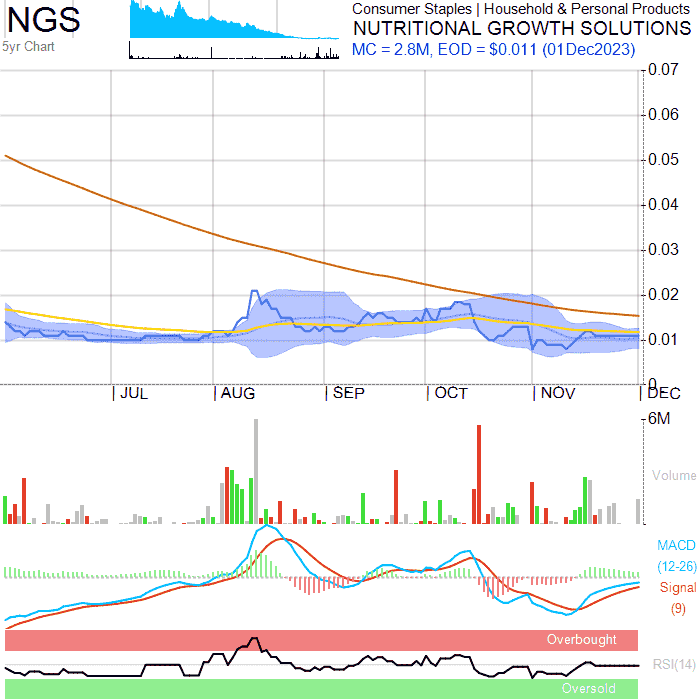 NGS
5yr Chart
Consumer Staples | Household & Personal Products
NUTRITIONAL GROWTH SOLUTIONS
MC = 2.8M, EOD = $0.011 (01Dec2023)
0.07
0.06
0.05
0.04
0.03
0.02
0.01
0
JUL
AUG
SEP
OCT
NOV
DEC
6M
Volume
MACD
(12-26)
Signal
(9)
Overbought
RSI(14)
Oversold